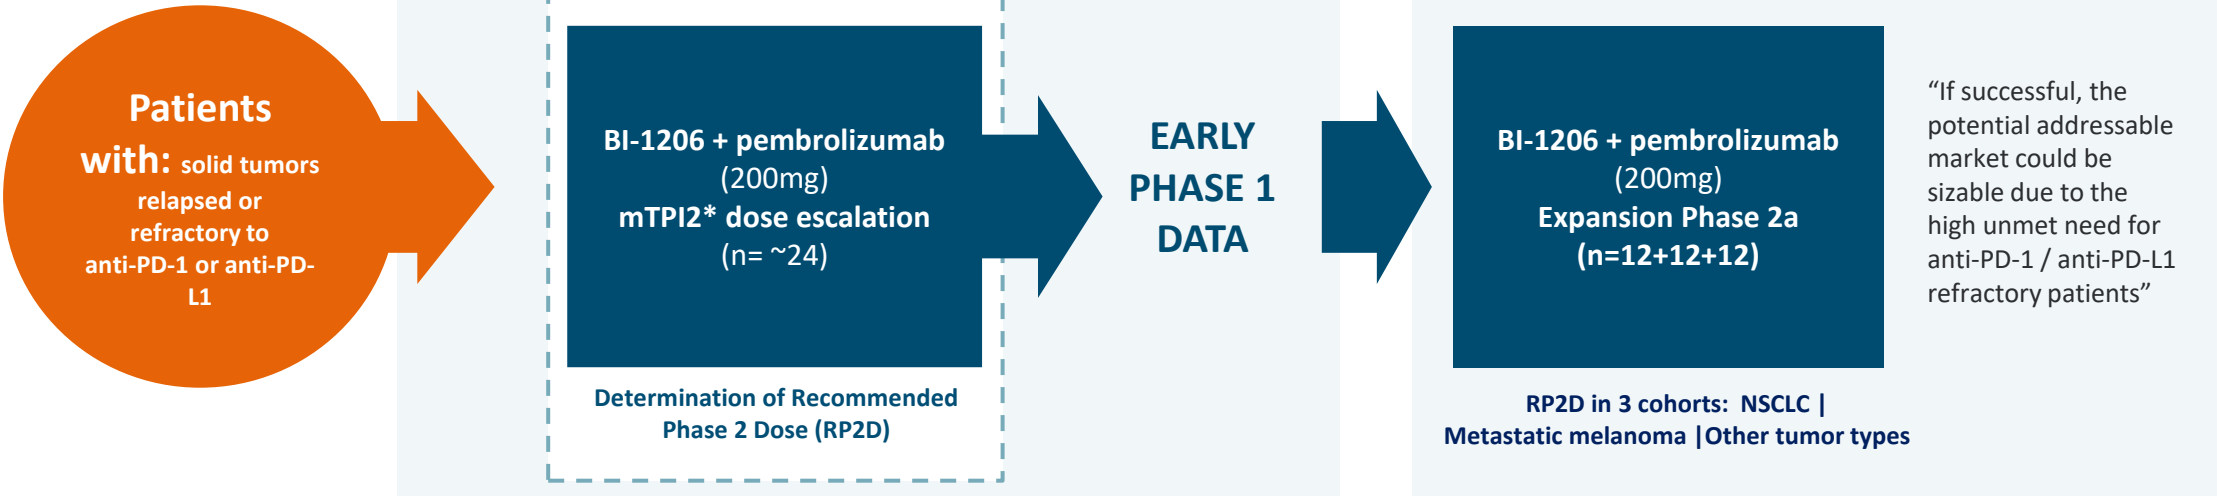 Patients
with: solid tumors
relapsed or
refractory to
anti-PD-1 or anti-PD-
L1
BI-1206 + pembrolizumab
(200mg)
mTPI2* dose escalation
(n= ~24)
Determination of Recommended
Phase 2 Dose (RP2D)
EARLY
PHASE 1
DATA
BI-1206 + pembrolizumab
(200mg)
Expansion Phase 2a
(n=12+12+12)
RP2D in 3 cohorts: NSCLC |
Metastatic melanoma |Other tumor types
“If successful, the
potential addressable
market could be
sizable due to the
high unmet need for
anti-PD-1 / anti-PD-L1
refractory patients”